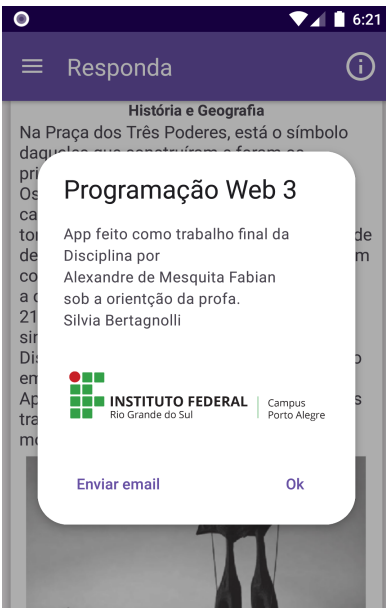 6:21
Responda
História e Geografia
Na Praça dos Três Poderes, está o símbolo
Programação Web 3
App feito como trabalho final da
Disciplina por
Alexandre de Mesquita Fabian
sob a orientção da profa.
Silvia Bertagnolli
INSTITUTO FEDERAL
Rio Grande do Sul
Campus
Porto Alegre
Enviar email
Ok